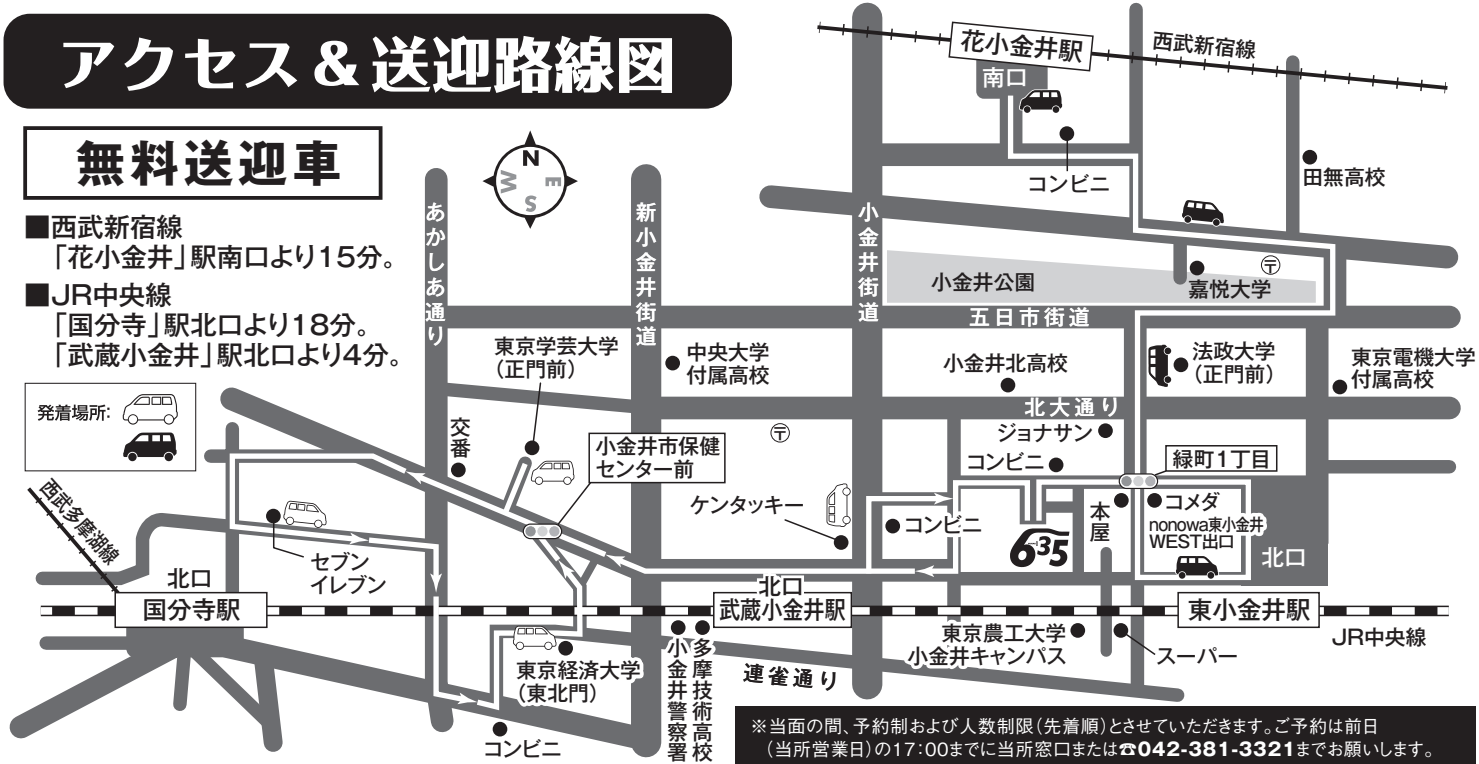 アクセス&送迎路線図
無料送迎車
■西武新宿線
「花小金井」駅南口より15分。
■JR中央線
「国分寺」駅北口より18分。
「武蔵小金井」駅北口より4分。
発着場所:
N
E
S
W
花小金井駅
南口
西武新宿線
コンビニ
田無高校
あかしあ通り
新小金井街道
小金井街道
小金井公園
嘉悦大学
〒
五日市街道
東京学芸大学
(正門前)
中央大学
付属高校
小金井北高校
法政大学
(正門前)
東京電機大学
付属高校
北大通り
交番
小金井市保健
センター前
〒
ジョナサン
コンビニ
緑町1丁目
ケンタッキー
コンビニ
635
本屋
コメダ
nonowa東小金井
WEST出口
北口
西武多摩湖線
セブン
イレブン
北口
国分寺駅
北口
武蔵小金井駅
東小金井駅
JR中央線
東京経済大学
(東北門)
コンビニ
小金井警察署
多摩技術高校
連雀通り
東京農工大学
小金井キャンパス
スーパー
※当面の間、予約制および人数制限(先着順)とさせていただきます。ご予約は前日
(当所営業日)の17:00までに当所窓口または☎042-381-3321までお願いします。